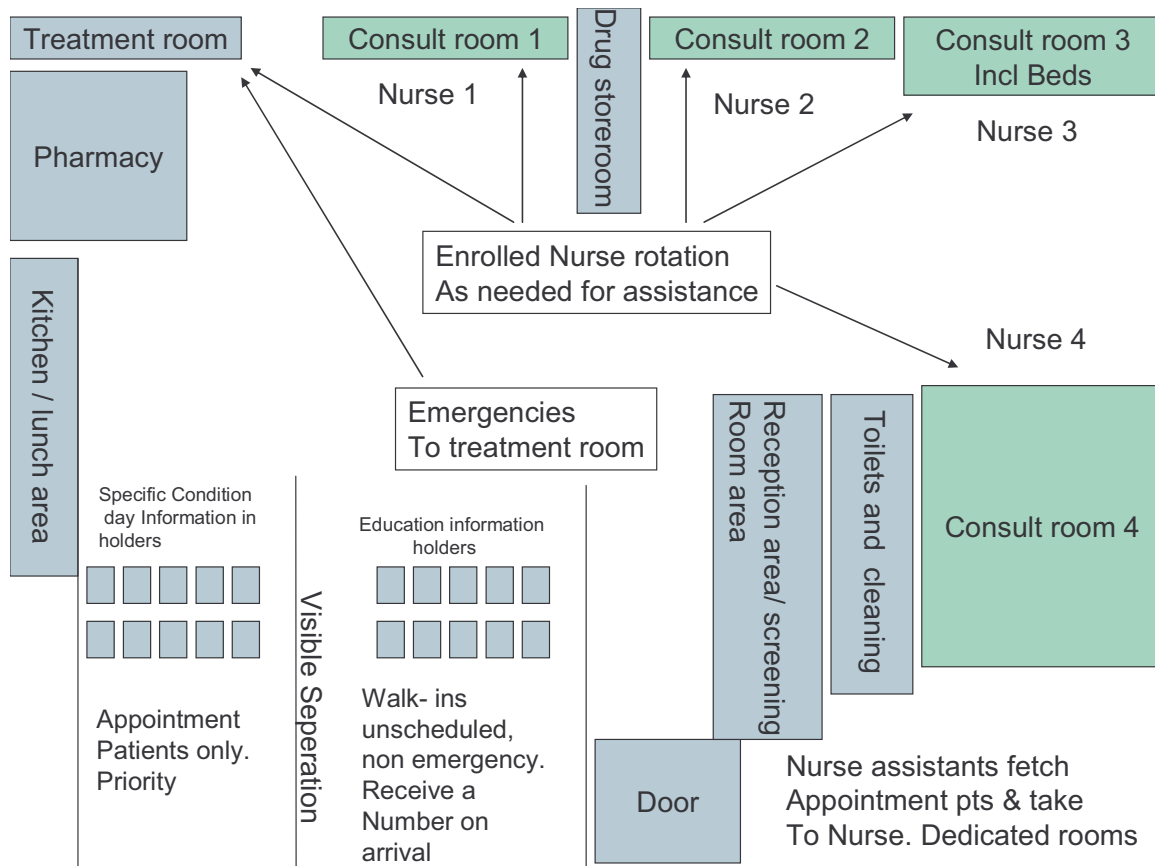 Treatment room
Consult room 1
Drug storeroom
Consult room 2
Consult room 3
Incl Beds
Nurse 1
Nurse 2
Nurse 3
Pharmacy
Enrolled Nurse rotation
As needed for assistance
Kitchen / lunch area
Nurse 4
Emergencies
To treatment room
Reception area/ screening
Room area
Toilets and cleaning
Consult room 4
Specific Condition
day Information in
holders
Education information
holders
Visible Seperation
Appointment
Patients only.
Priority
Walk- ins
unscheduled,
non emergency.
Receive a
Number on
arrival
Door
Nurse assistants fetch
Appointment pts & take
To Nurse. Dedicated rooms